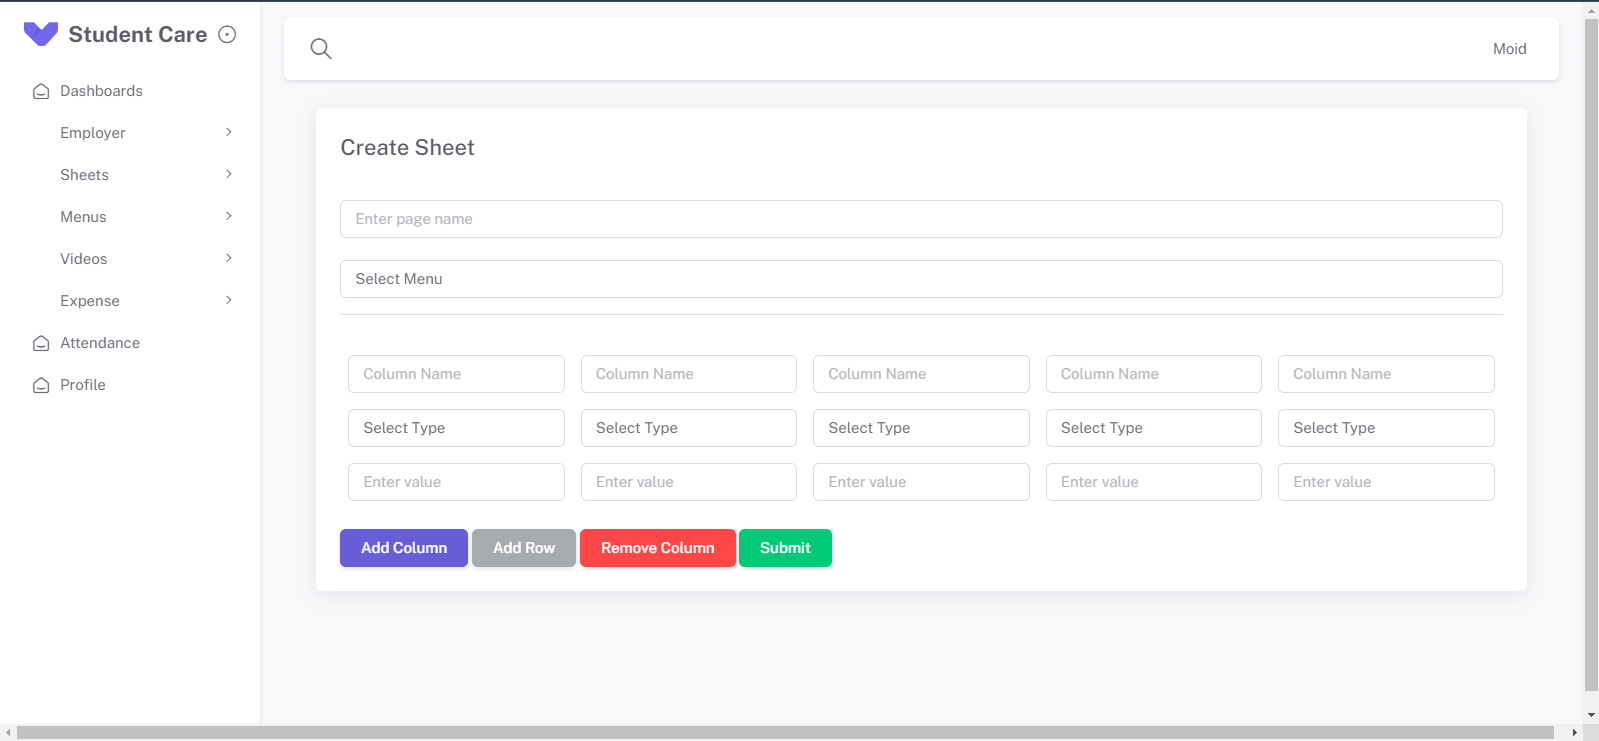 Student Care
Dashboards
Employer
Sheets
Menus
Videos
Expense
Attendance
Profile
Moid
Create Sheet
Enter page name
Select Menu
Column Name Column Name Column Name Column Name Column Name
Select Type Select Type Select Type Select Type Select Type
Enter value Enter value Enter value Enter value Enter value
Add Column Add Row Remove Column Submit